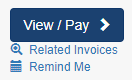 View / Pay
Related Invoices
Remind Me